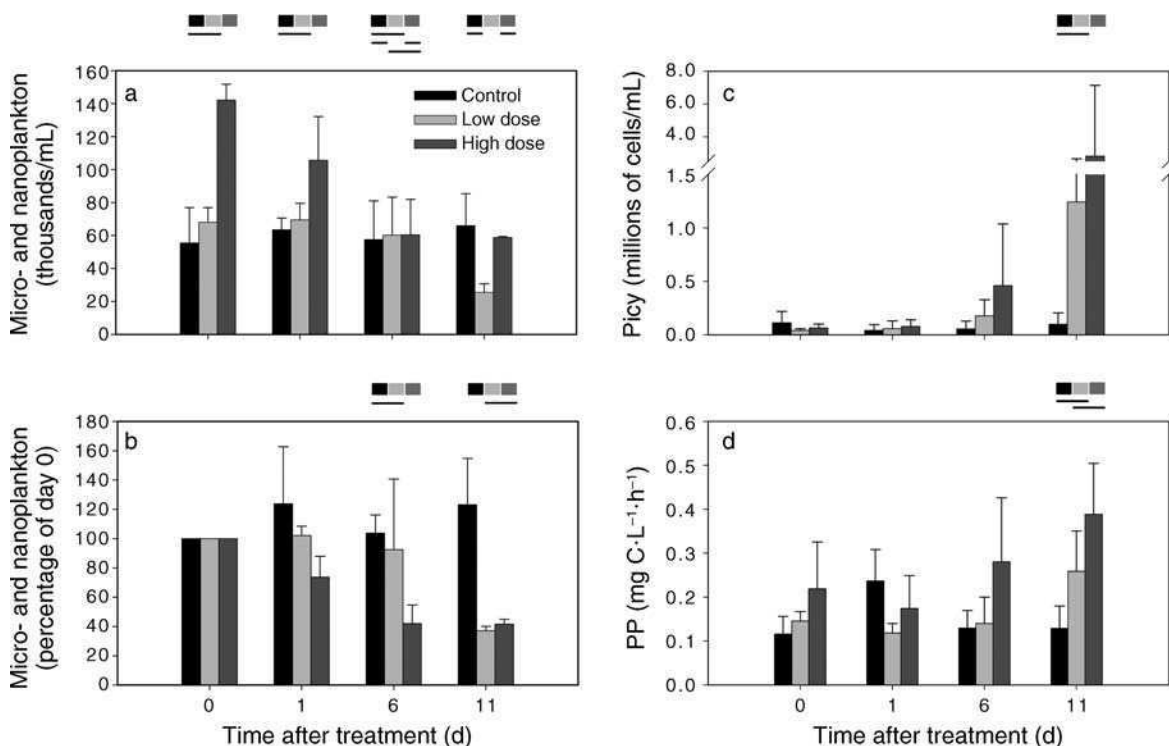 a
Micro- and nanoplankton
(thousands/mL)
160
140
120
100
80
60
40
20
0
Control
Low dose
High dose
c
Picy (millions of cells/mL)
8.0
6.0
4.0
1.5
1.0
0.5
0.0
b
Micro- and nanoplankton
(percentage of day 0)
180
160
140
120
100
80
60
40
20
0
0 1 6 11
Time after treatment (d)
d
PP (mg C·L⁻¹·h⁻¹)
0.6
0.5
0.4
0.3
0.2
0.1
0.0
0 1 6 11
Time after treatment (d)